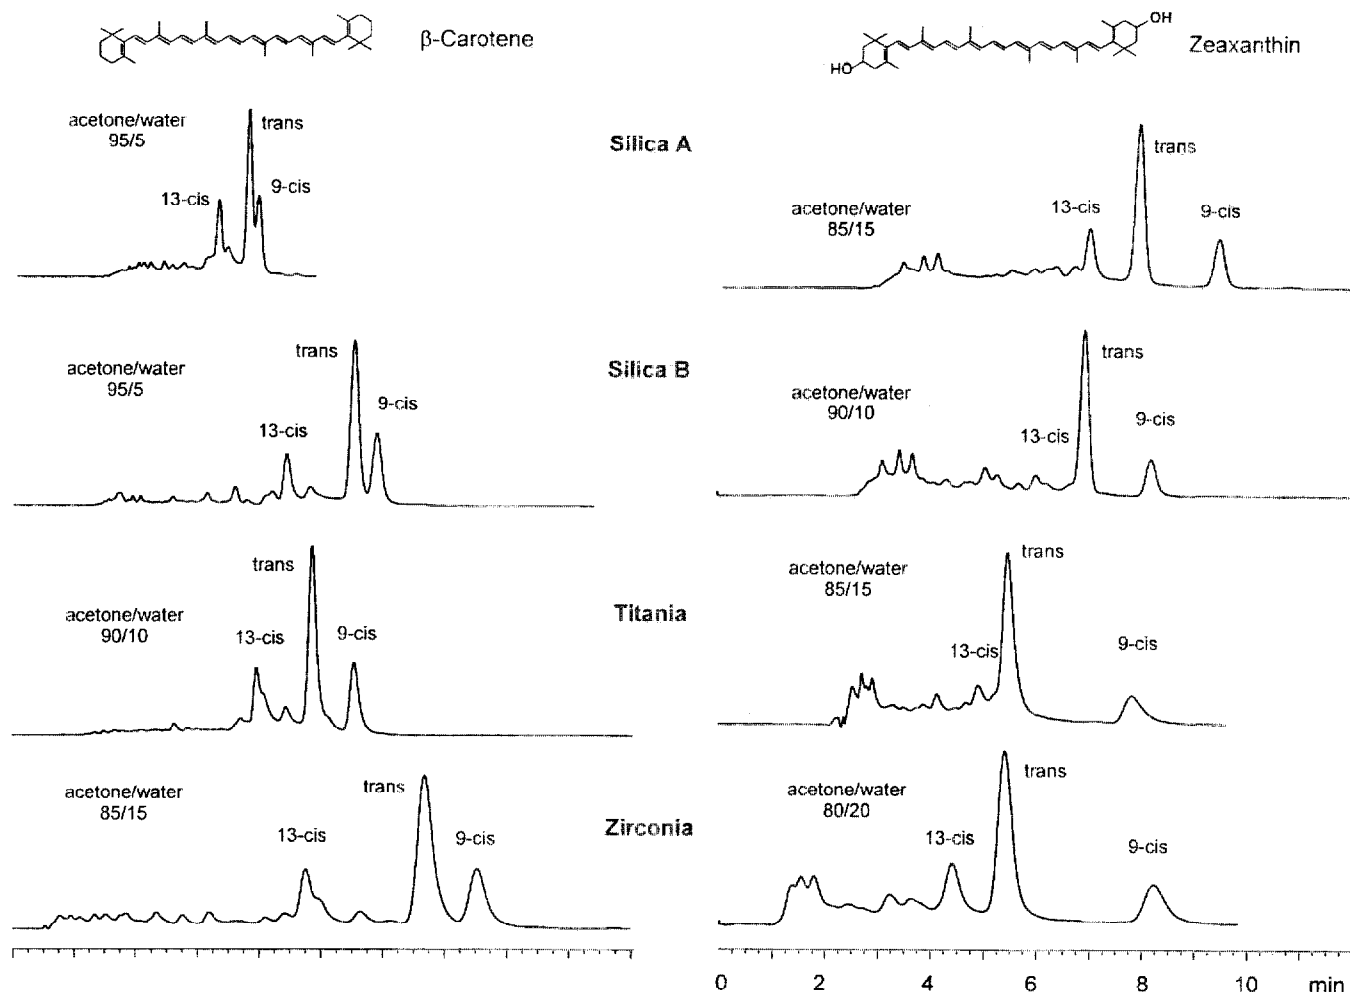 β-Carotene
OH
HO
Zeaxanthin
acetone/water
95/5
trans
13-cis
9-cis
Silica A
acetone/water
85/15
13-cis
trans
9-cis
acetone/water
95/5
trans
13-cis
9-cis
Silica B
acetone/water
90/10
13-cis
trans
9-cis
acetone/water
90/10
trans
13-cis
9-cis
Titania
acetone/water
85/15
13-cis
trans
9-cis
acetone/water
85/15
trans
13-cis
9-cis
Zirconia
acetone/water
80/20
13-cis
trans
9-cis
0 2 4 6 8 10 min